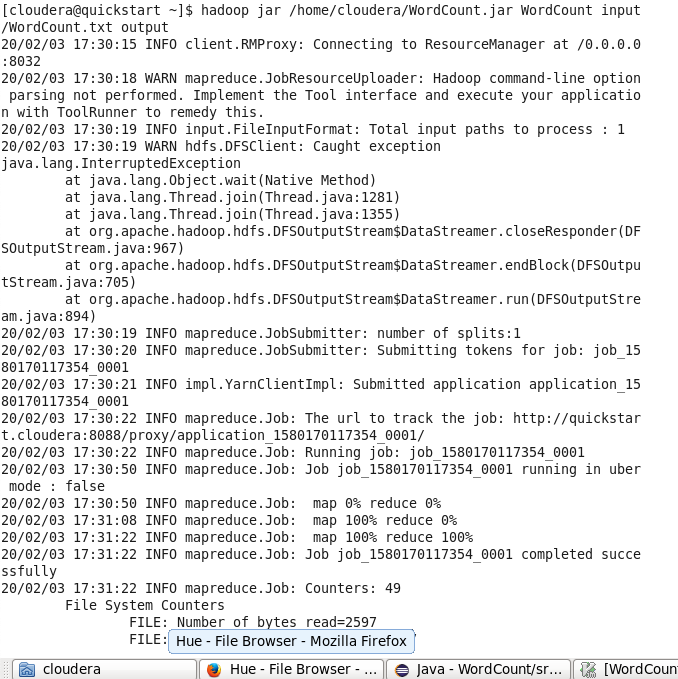 [cloudera@quickstart ~]$ hadoop jar /home/cloudera/WordCount.jar WordCount input
/WordCount.txt output
20/02/03 17:30:15 INFO client.RMProxy: Connecting to ResourceManager at /0.0.0.0
:8032
20/02/03 17:30:18 WARN mapreduce.JobResourceUploader: Hadoop command-line option
 parsing not performed. Implement the Tool interface and execute your applicatio
n with ToolRunner to remedy this.
20/02/03 17:30:19 INFO input.FileInputFormat: Total input paths to process : 1
20/02/03 17:30:19 WARN hdfs.DFSClient: Caught exception
java.lang.InterruptedException
        at java.lang.Object.wait(Native Method)
        at java.lang.Thread.join(Thread.java:1281)
        at java.lang.Thread.join(Thread.java:1355)
        at org.apache.hadoop.hdfs.DFSOutputStream$DataStreamer.closeResponder(DF
SOutputStream.java:967)
        at org.apache.hadoop.hdfs.DFSOutputStream$DataStreamer.endBlock(DFSOutpu
tStream.java:705)
        at org.apache.hadoop.hdfs.DFSOutputStream$DataStreamer.run(DFSOutputStre
am.java:894)
20/02/03 17:30:19 INFO mapreduce.JobSubmitter: number of splits:1
20/02/03 17:30:20 INFO mapreduce.JobSubmitter: Submitting tokens for job: job_15
80170117354_0001
20/02/03 17:30:21 INFO impl.YarnClientImpl: Submitted application application_15
80170117354_0001
20/02/03 17:30:22 INFO mapreduce.Job: The url to track the job: http://quickstar
t.cloudera:8088/proxy/application_1580170117354_0001/
20/02/03 17:30:22 INFO mapreduce.Job: Running job: job_1580170117354_0001
20/02/03 17:30:50 INFO mapreduce.Job: Job job_1580170117354_0001 running in uber
 mode : false
20/02/03 17:30:50 INFO mapreduce.Job:  map 0% reduce 0%
20/02/03 17:31:08 INFO mapreduce.Job:  map 100% reduce 0%
20/02/03 17:31:22 INFO mapreduce.Job:  map 100% reduce 100%
20/02/03 17:31:22 INFO mapreduce.Job: Job job_1580170117354_0001 completed succe
ssfully
20/02/03 17:31:22 INFO mapreduce.Job: Counters: 49
        File System Counters
                FILE: Number of bytes read=2597
                FILE:
Hue - File Browser - Mozilla Firefox
cloudera
Hue - File Browser - ...
Java - WordCount/sr...
[WordCoun